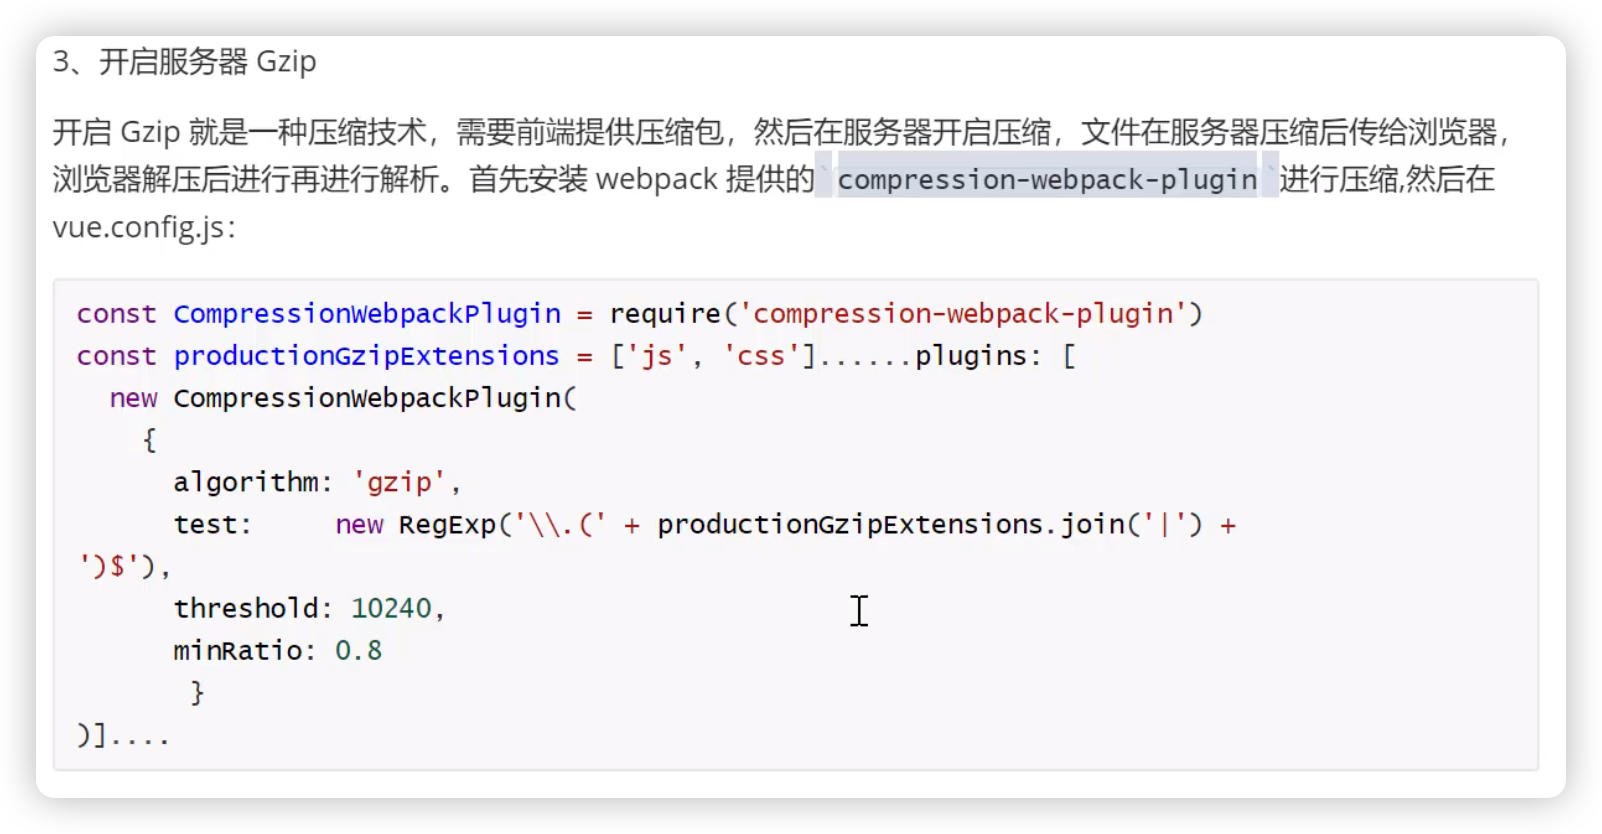 3、开启服务器 Gzip
开启 Gzip 就是一种压缩技术，需要前端提供压缩包，然后在服务器开启压缩，文件在服务器压缩后传给浏览器，
浏览器解压后进行再进行解析。首先安装 webpack 提供的`compression-webpack-plugin`进行压缩,然后在
vue.config.js：
const CompressionWebpackPlugin = require('compression-webpack-plugin')
const productionGzipExtensions = ['js', 'css']......plugins: [
  new CompressionWebpackPlugin(
    {
      algorithm: 'gzip',
      test:     new RegExp('\\.(' + productionGzipExtensions.join('|') +
')$'),
      threshold: 10240,
      minRatio: 0.8
       }
)]....